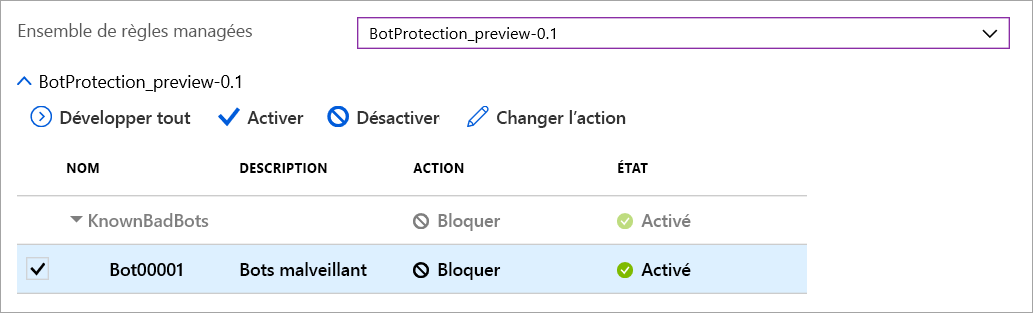 Ensemble de règles managées BotProtection_preview-0.1
BotProtection_preview-0.1
Développer tout Activer Désactiver Changer l’action
NOM DESCRIPTION ACTION ÉTAT
KnownBadBots Bloquer Activé
Bot00001 Bots malveillant Bloquer Activé